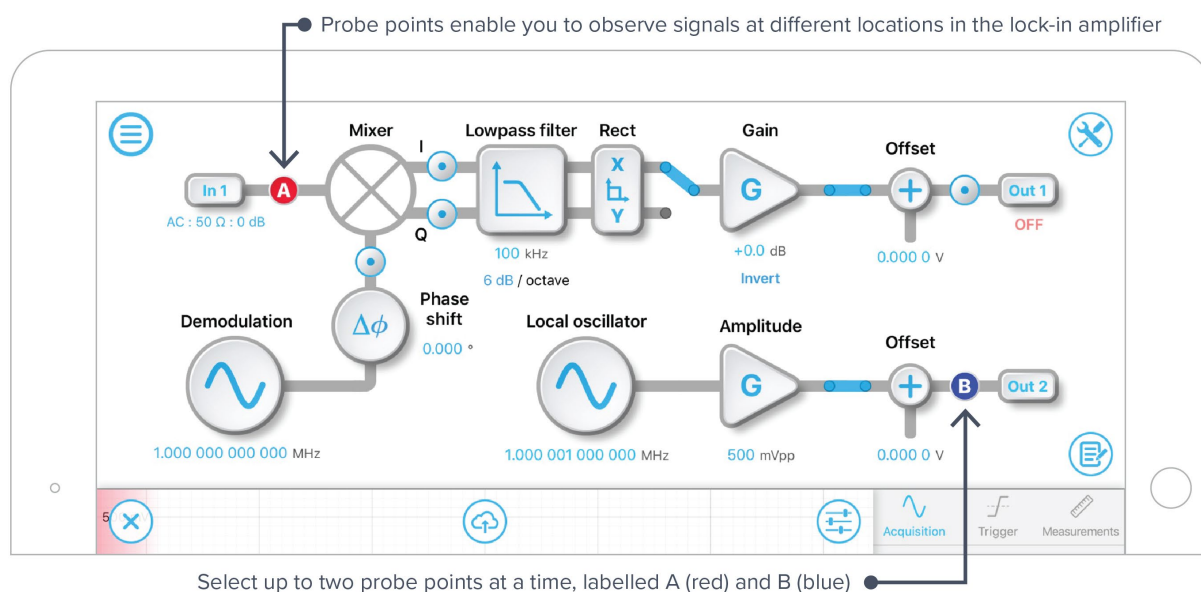 Probe points enable you to observe signals at different locations in the lock-in amplifier
Mixer
Lowpass filter
Rect
Gain
Offset
I
X
In 1
A
G
Out 1
Y
AC : 50 Ω : 0 dB
Q
OFF
100 kHz
+0.0 dB
0.000 0 V
6 dB / octave
Invert
Phase
shift
Demodulation
Δϕ
Local oscillator
Amplitude
Offset
0.000 °
G
B
Out 2
1.000 000 000 000 MHz
1.000 001 000 000 MHz
500 mVpp
0.000 0 V
5
Acquisition
Trigger
Measurements
Select up to two probe points at a time, labelled A (red) and B (blue)